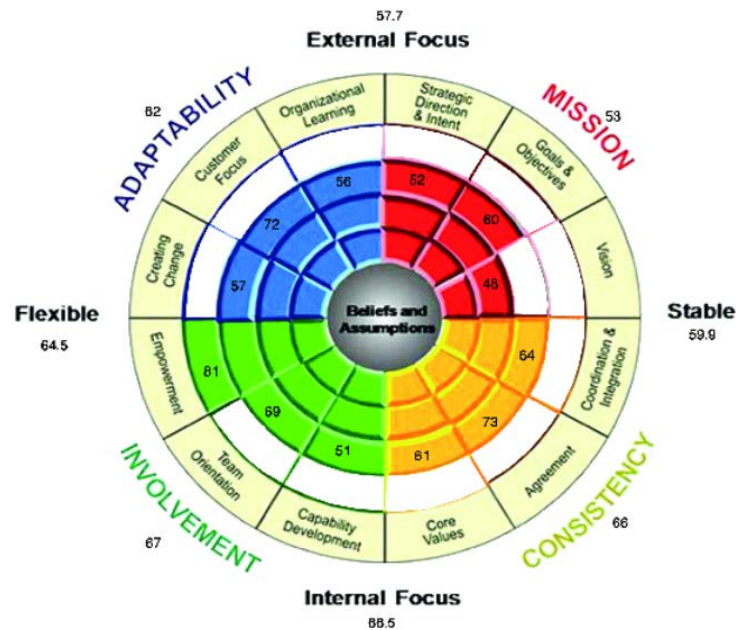 57.7
External Focus
ADAPTABILITY
62
MISSION
53
Organizational
Learning
Strategic
Direction
& Intent
Customer
Focus
Goals &
Objectives
Creating
Change
Vision
56
52
72
60
57
48
Flexible
64.5
Beliefs and
Assumptions
Stable
59.9
Empowerment
81
64
Coordination &
Integration
69
73
51
61
Team
Orientation
Agreement
Capability
Development
Core
Values
INVOLVEMENT
67
CONSISTENCY
66
Internal Focus
66.5